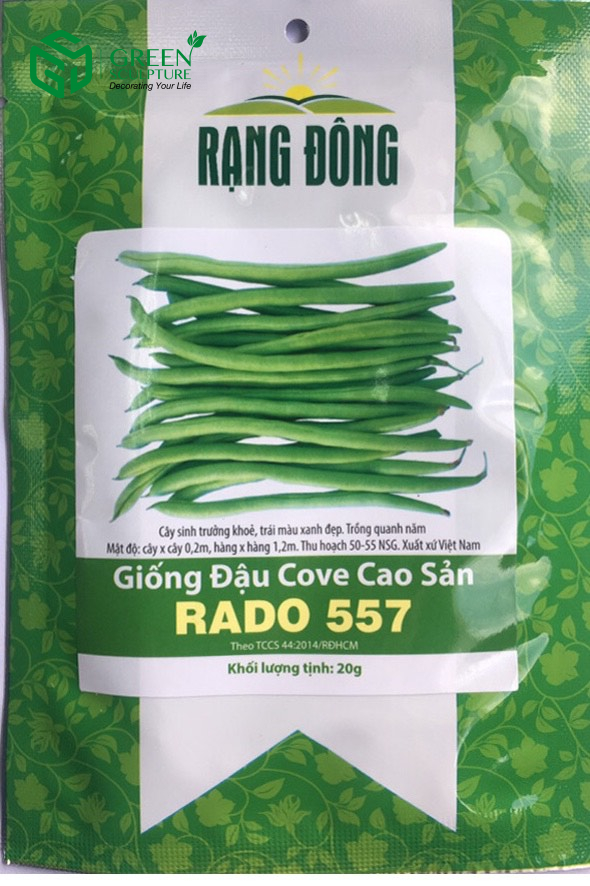 GREEN
SCULPTURE
Decorating Your Life
RẠNG ĐÔNG
Cây sinh trưởng khoẻ, trái màu xanh đẹp. Trồng quanh năm
Mật độ: cây x cây 0,2m, hàng x hàng 1,2m. Thu hoạch 50-55 NSG. Xuất xứ Việt Nam
Giống Đậu Cove Cao Sản
RADO 557
Theo TCCS 44:2014/RĐHCM
Khối lượng tịnh: 20g